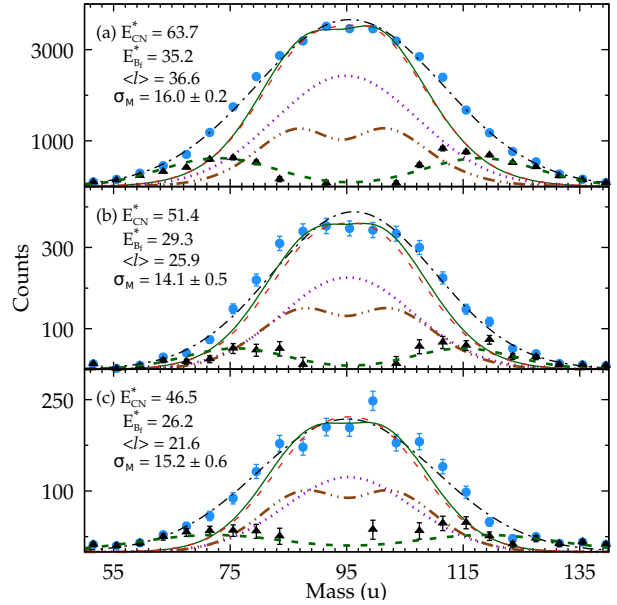 (a) E*CN = 63.7
E*Bf = 35.2
<l> = 36.6
σM = 16.0 ± 0.2
3000
1000
(b) E*CN = 51.4
E*Bf = 29.3
<l> = 25.9
σM = 14.1 ± 0.5
300
100
Counts
(c) E*CN = 46.5
E*Bf = 26.2
<l> = 21.6
σM = 15.2 ± 0.6
250
100
55 75 95 115 135
Mass (u)